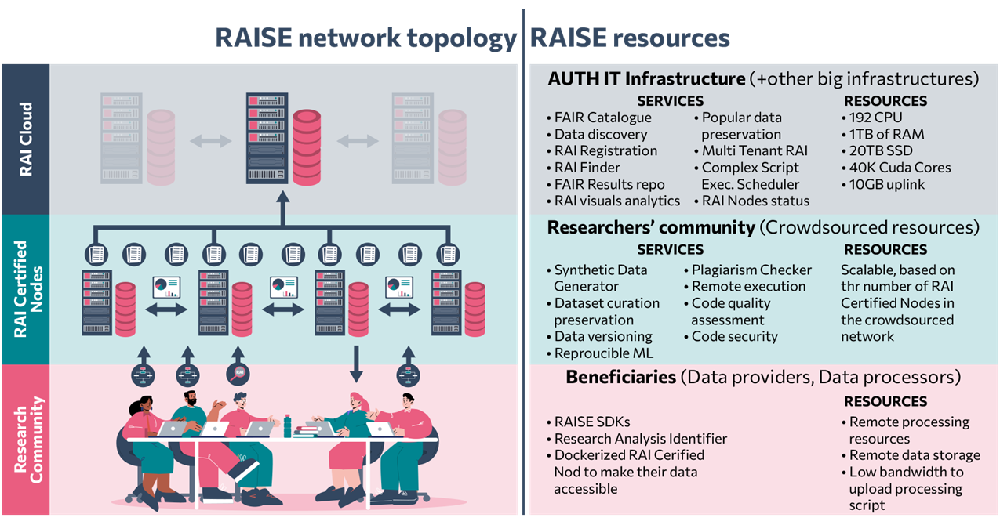 RAISE network topology
RAISE resources
RAI Cloud
AUTH IT Infrastructure (+other big infrastructures)
SERVICES
• FAIR Catalogue
• Data discovery
• RAI Registration
• RAI Finder
• FAIR Results repo
• RAI visuals analytics
• Popular data
preservation
• Multi Tenant RAI
• Complex Script
Exec. Scheduler
• RAI Nodes status
RESOURCES
• 192 CPU
• 1TB of RAM
• 20TB SSD
• 40K Cuda Cores
• 10GB uplink
RAI Certified
Nodes
Researchers' community (Crowdsourced resources)
SERVICES
• Synthetic Data
Generator
• Dataset curation
preservation
• Data versioning
• Reproucible ML
• Plagiarism Checker
• Remote execution
• Code quality
assessment
• Code security
RESOURCES
Scalable, based on
thr number of RAI
Certified Nodes in
the crowdsourced
network
Research
Community
RAI
Beneficiaries (Data providers, Data processors)
• RAISE SDKs
• Research Analysis Identifier
• Dockerized RAI Cerified
Nod to make their data
accessible
RESOURCES
• Remote processing
resources
• Remote data storage
• Low bandwidth to
upload processing
script